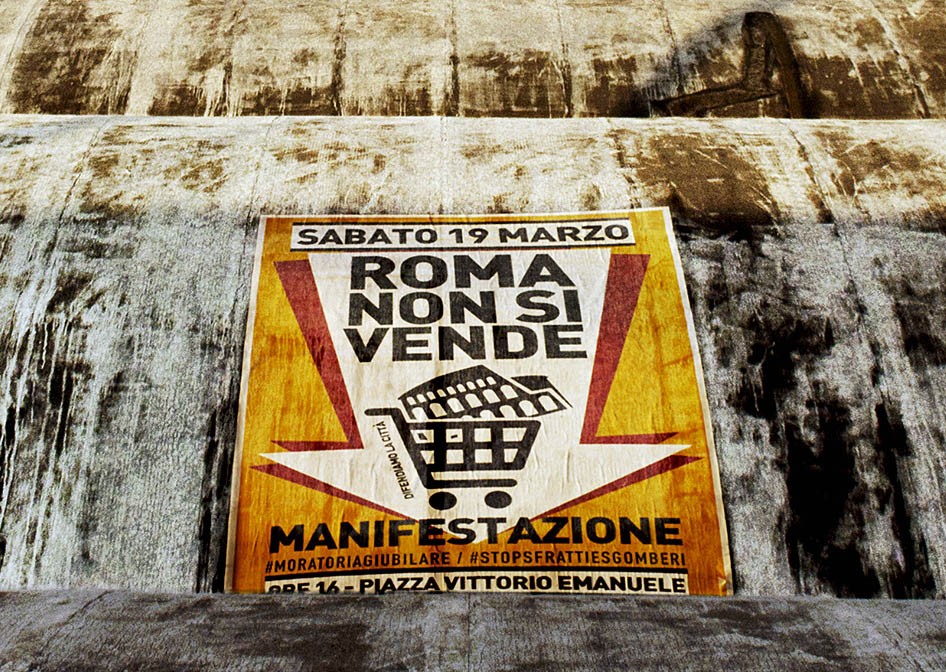 SABATO 19 MARZO
ROMA
NON SI
VENDE
DIFENDIAMO LA CITTÀ
MANIFESTAZIONE
#MORATORIAGIUBILARE / #STOPSFRATTIESGOMBERI
ORE 16 - PIAZZA VITTORIO EMANUELE